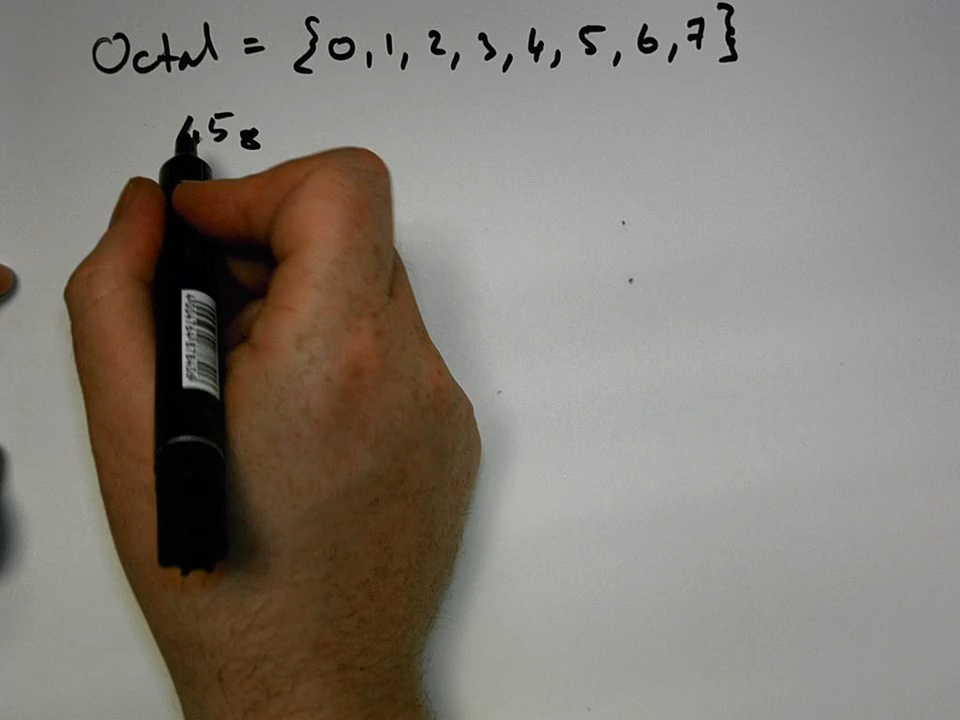 Octal = {0, 1, 2, 3, 4, 5, 6, 7}
45₈